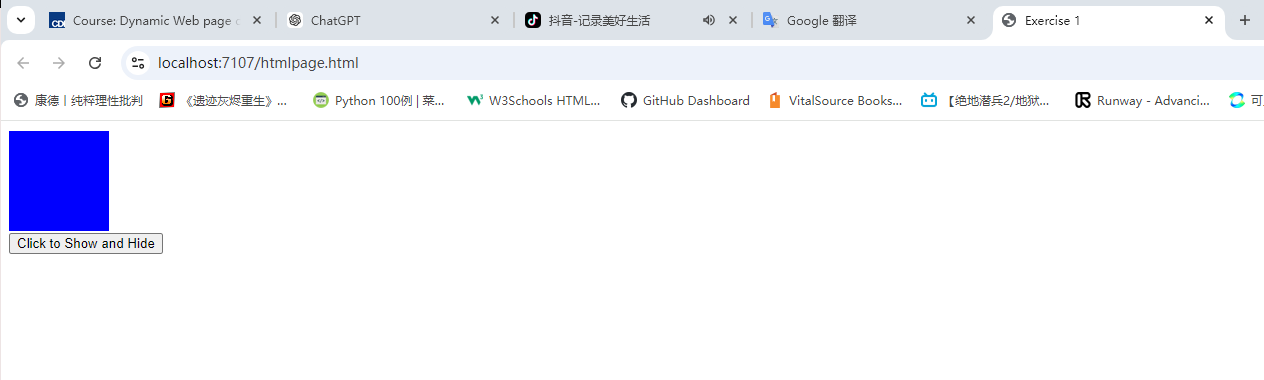 Course: Dynamic Web page d
ChatGPT
抖音-记录美好生活
Google 翻译
Exercise 1
localhost:7107/htmlpage.html
康德丨纯粹理性批判
《遗迹灰烬重生》...
Python 100例 | 菜...
W3Schools HTML...
GitHub Dashboard
VitalSource Books...
【绝地潜兵2/地狱...
Runway - Advanci...
Click to Show and Hide